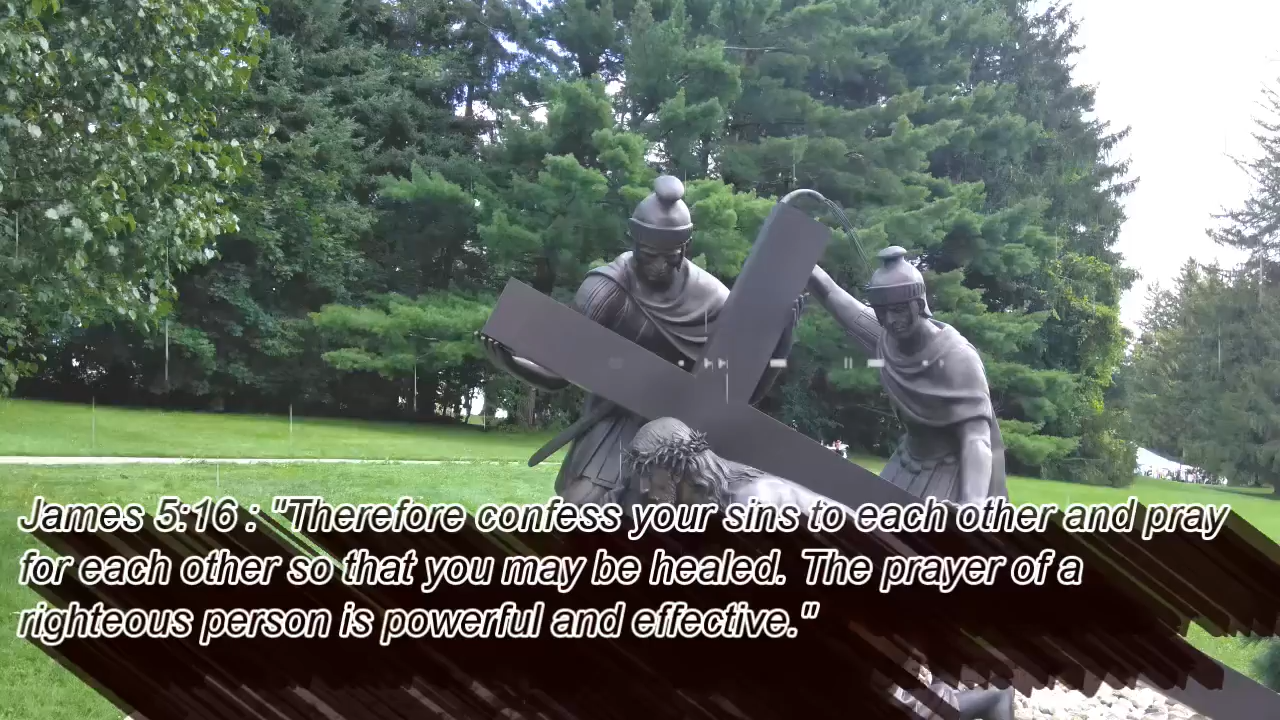 James 5:16 : "Therefore confess your sins to each other and pray
for each other so that you may be healed. The prayer of a
righteous person is powerful and effective."